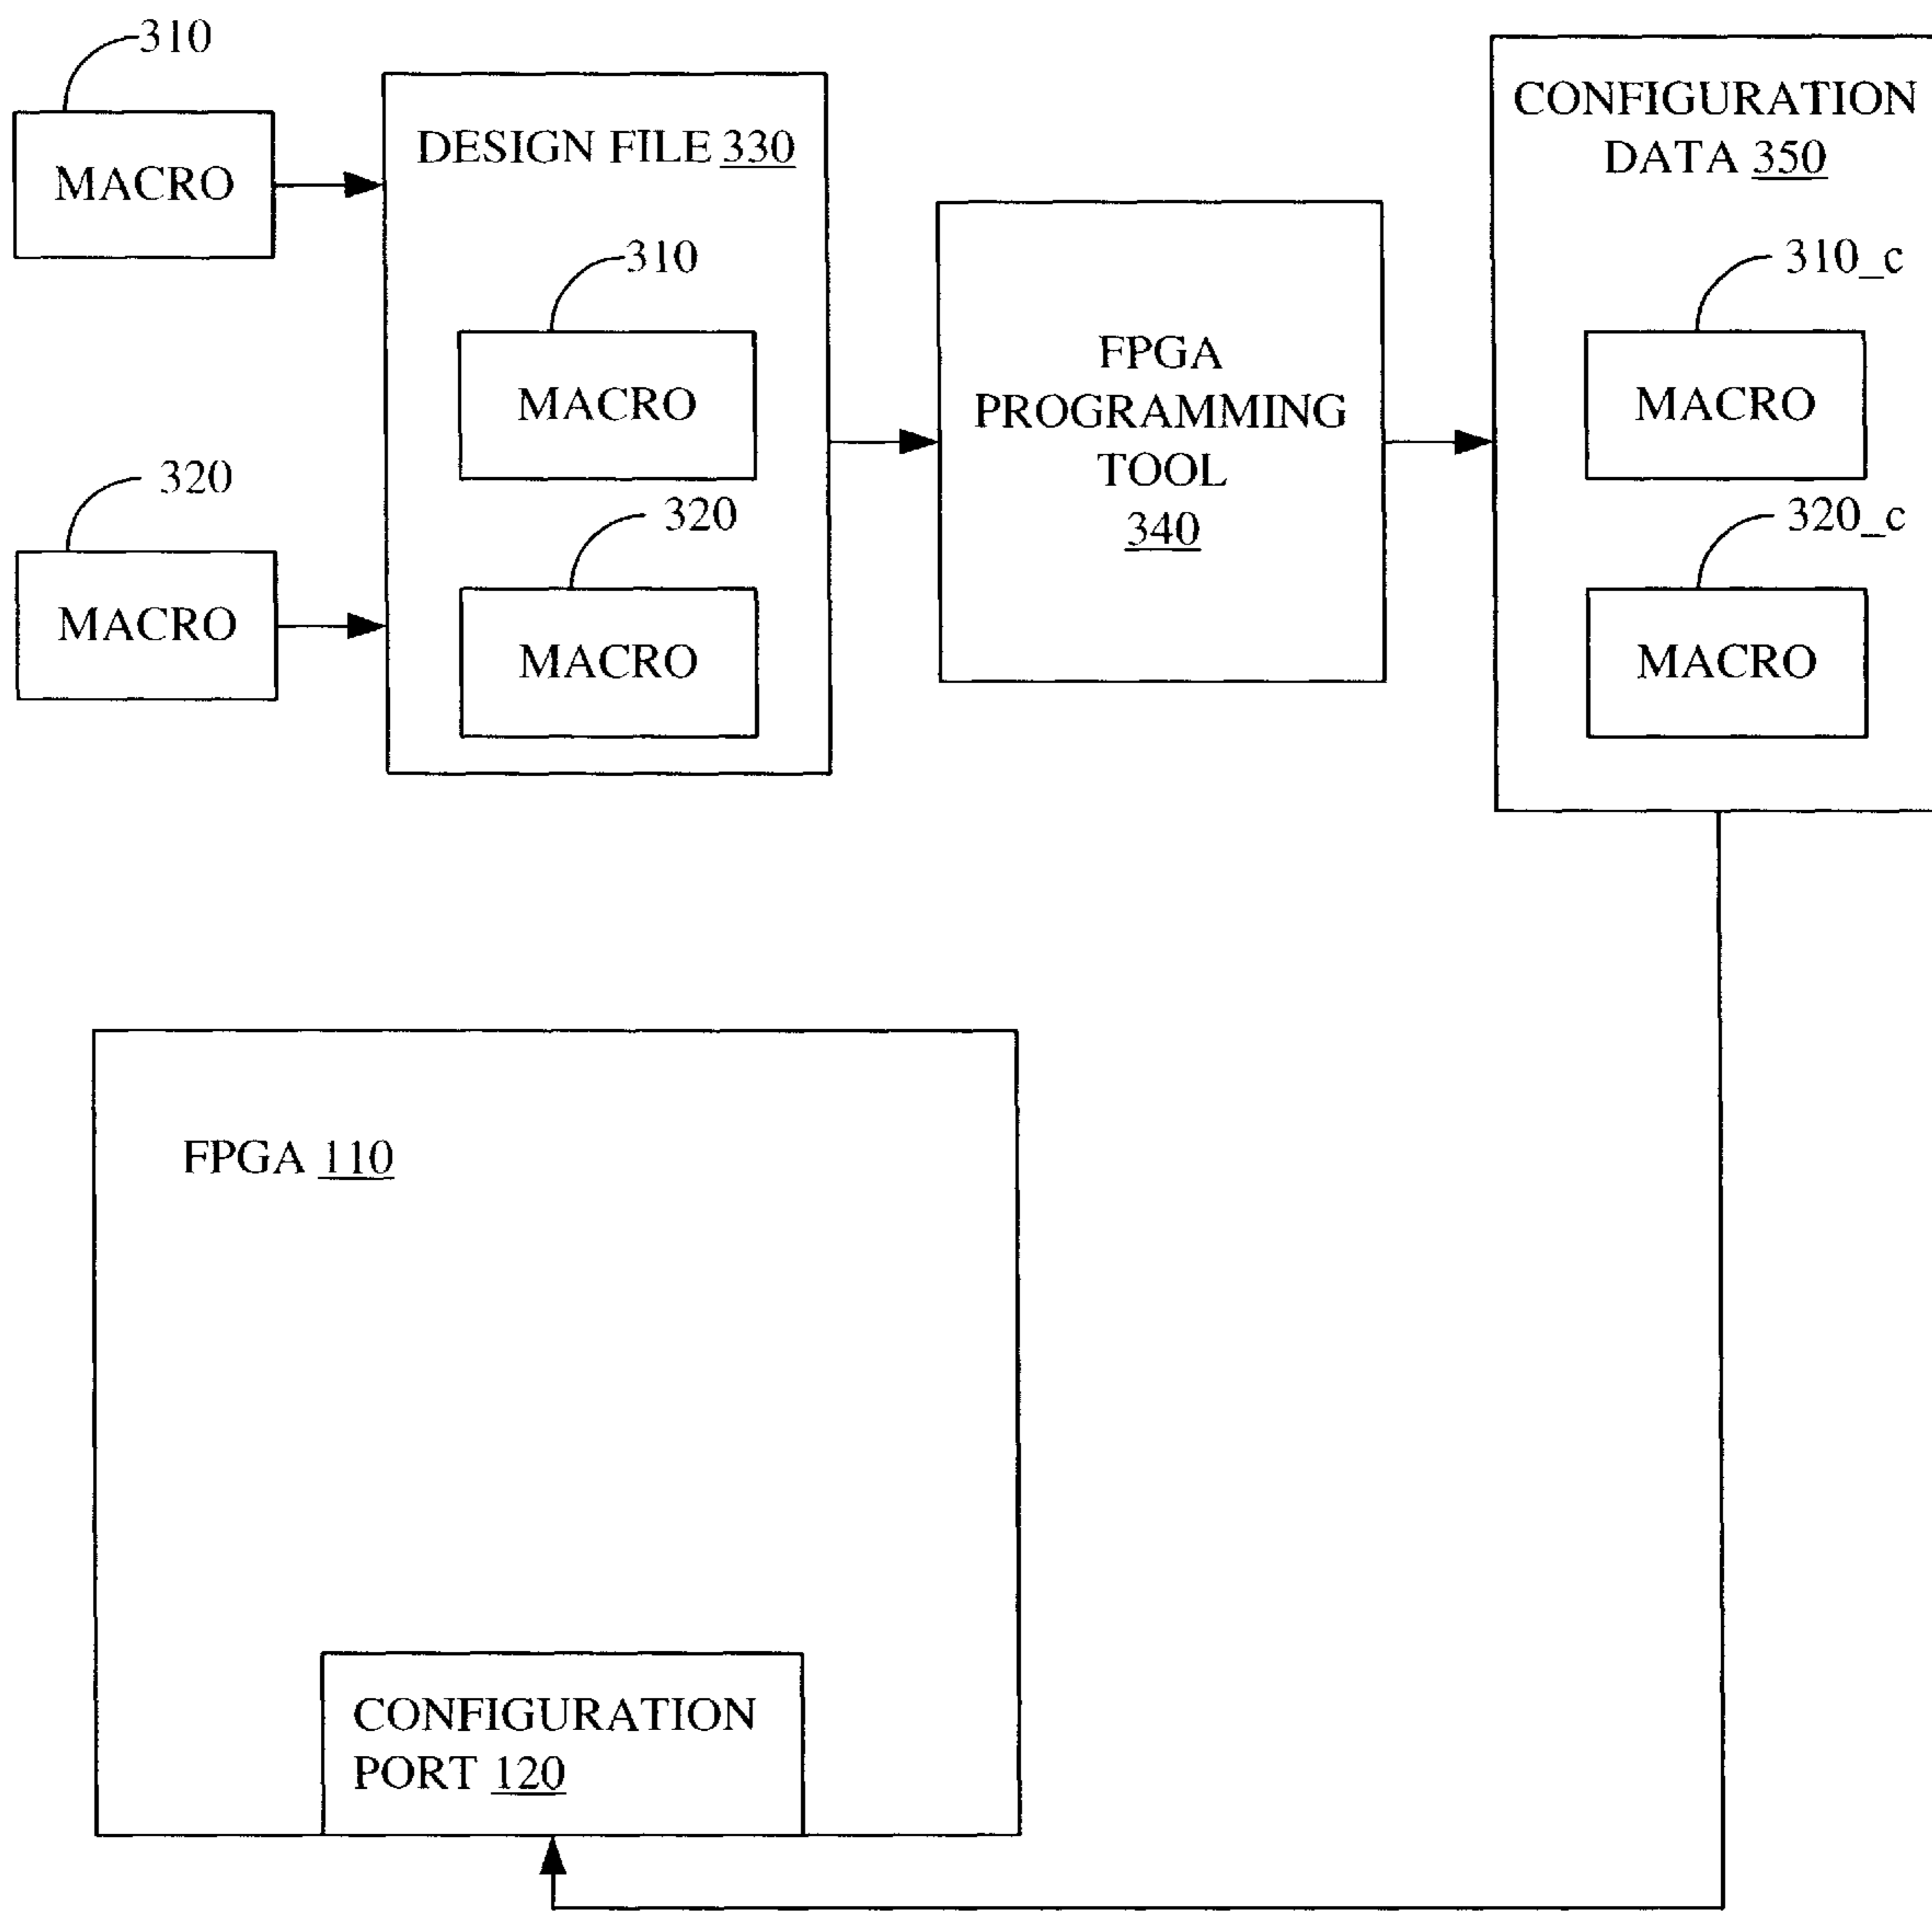 310
MACRO
320
MACRO
DESIGN FILE 330
310
MACRO
320
MACRO
FPGA
PROGRAMMING
TOOL
340
CONFIGURATION
DATA 350
310_c
MACRO
320_c
MACRO
FPGA 110
CONFIGURATION
PORT 120